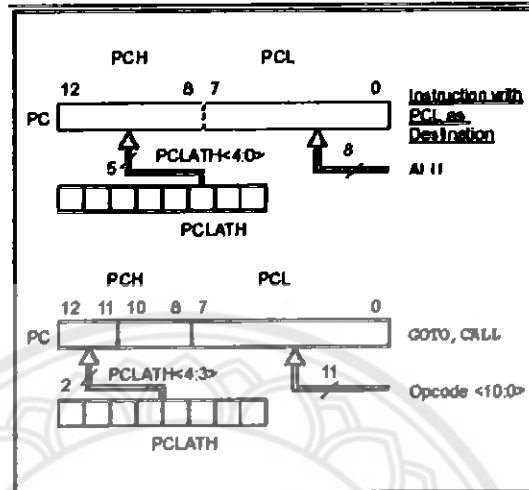 PCH PCL
12 8 7 0
Instruction with
PCL as
Destination
PC
PCLATH<4:0>
5 8
ALU
PCLATH
PCH PCL
12 11 10 8 7 0
PC GOTO, CALL
PCLATH<4:3>
2 11 Opcode <10:0>
PCLATH